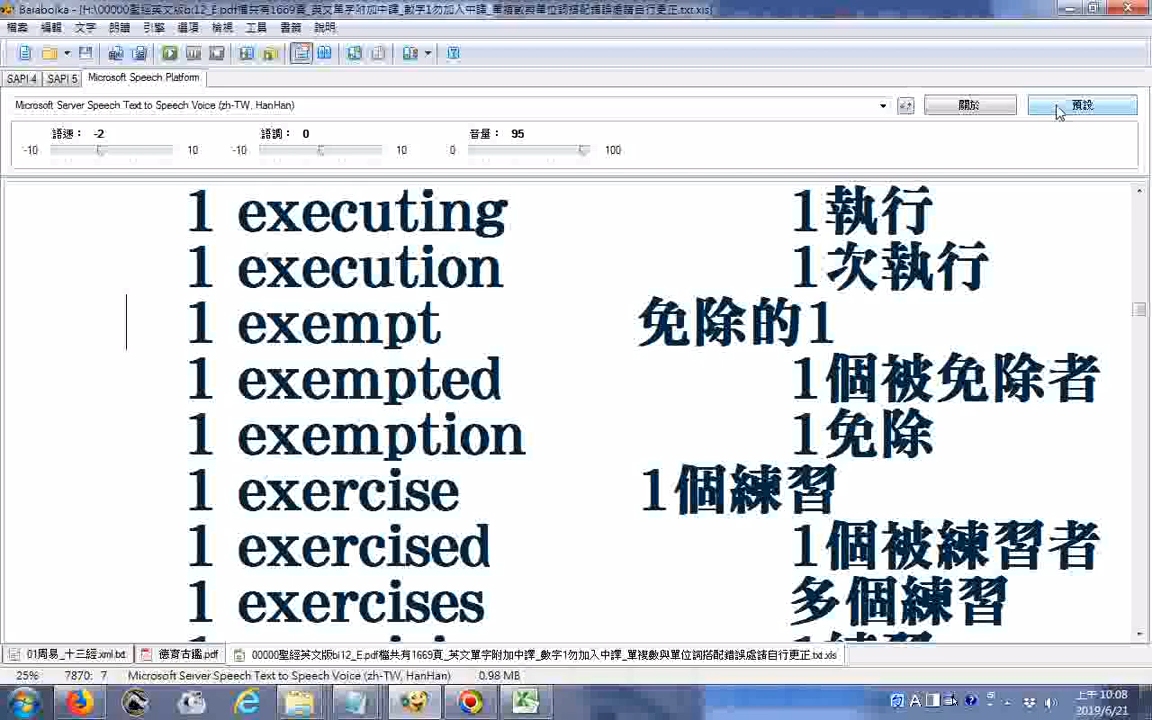 Balabolka - [H:\00000聖經英文版bi12_E.pdf檔共有1669頁_英文單字附加中譯_數字1勿加入中譯_單複數與單位詞搭配錯誤處請自行更正.txt.xls]
檔案 編輯 文字 朗讀 引擎 選項 檢視 工具 書籤 說明
SAPI 4 SAPI 5 Microsoft Speech Platform
Microsoft Server Speech Text to Speech Voice (zh-TW, HanHan) 關於 預設
語速： -2 語調： 0 音量： 95
-10 10 -10 10 0 100
1 executing 1執行
1 execution 1次執行
1 exempt 免除的1
1 exempted 1個被免除者
1 exemption 1免除
1 exercise 1個練習
1 exercised 1個被練習者
1 exercises 多個練習
01周易_十三經.xml.txt 德育古鑑.pdf 00000聖經英文版bi12_E.pdf檔共有1669頁_英文單字附加中譯_數字1勿加入中譯_單複數與單位詞搭配錯誤處請自行更正.txt.xls
25% 7870: 7 Microsoft Server Speech Text to Speech Voice (zh-TW, HanHan) 0.98 MB
上午 10:08
2019/6/21